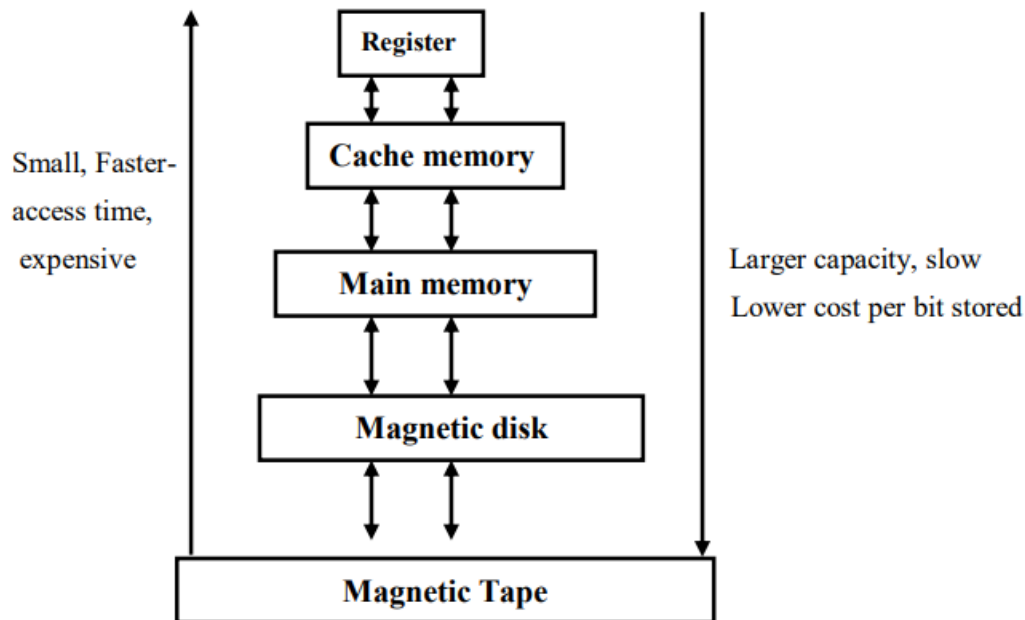 Register
Cache memory
Small, Faster-
access time,
expensive
Main memory
Larger capacity, slow
Lower cost per bit stored
Magnetic disk
Magnetic Tape